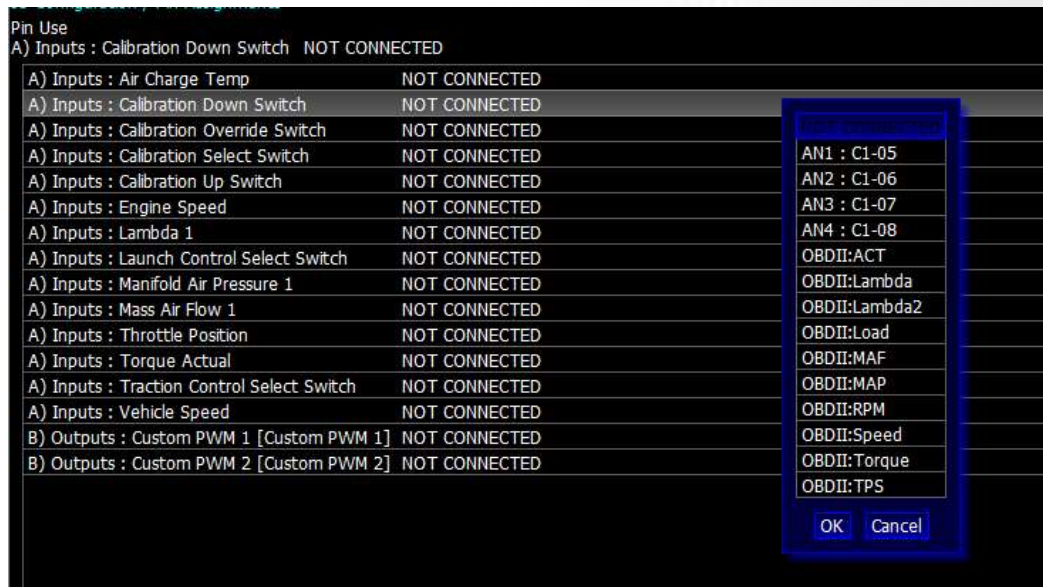 Pin Use
A) Inputs : Calibration Down Switch NOT CONNECTED
A) Inputs : Air Charge Temp NOT CONNECTED
A) Inputs : Calibration Down Switch NOT CONNECTED
A) Inputs : Calibration Override Switch NOT CONNECTED
A) Inputs : Calibration Select Switch NOT CONNECTED
A) Inputs : Calibration Up Switch NOT CONNECTED
A) Inputs : Engine Speed NOT CONNECTED
A) Inputs : Lambda 1 NOT CONNECTED
A) Inputs : Launch Control Select Switch NOT CONNECTED
A) Inputs : Manifold Air Pressure 1 NOT CONNECTED
A) Inputs : Mass Air Flow 1 NOT CONNECTED
A) Inputs : Throttle Position NOT CONNECTED
A) Inputs : Torque Actual NOT CONNECTED
A) Inputs : Traction Control Select Switch NOT CONNECTED
A) Inputs : Vehicle Speed NOT CONNECTED
B) Outputs : Custom PWM 1 [Custom PWM 1] NOT CONNECTED
B) Outputs : Custom PWM 2 [Custom PWM 2] NOT CONNECTED
AN1 : C1-05
AN2 : C1-06
AN3 : C1-07
AN4 : C1-08
OBDII:ACT
OBDII:Lambda
OBDII:Lambda2
OBDII:Load
OBDII:MAF
OBDII:MAP
OBDII:RPM
OBDII:Speed
OBDII:Torque
OBDII:TPS
OK Cancel